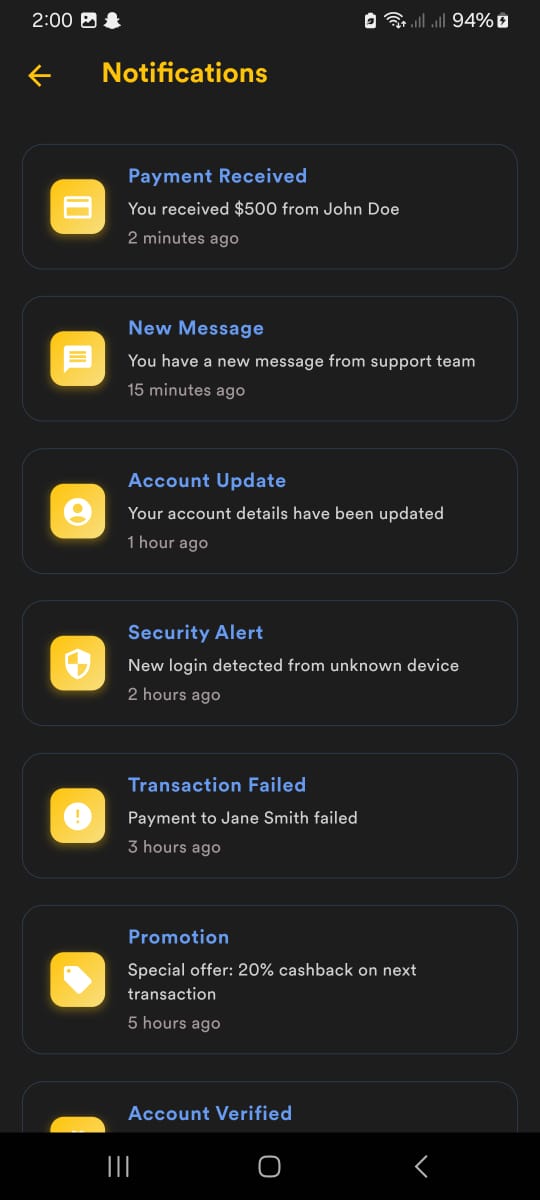 2:00
94%
Notifications
Payment Received
You received $500 from John Doe
2 minutes ago
New Message
You have a new message from support team
15 minutes ago
Account Update
Your account details have been updated
1 hour ago
Security Alert
New login detected from unknown device
2 hours ago
Transaction Failed
Payment to Jane Smith failed
3 hours ago
Promotion
Special offer: 20% cashback on next
transaction
5 hours ago
Account Verified